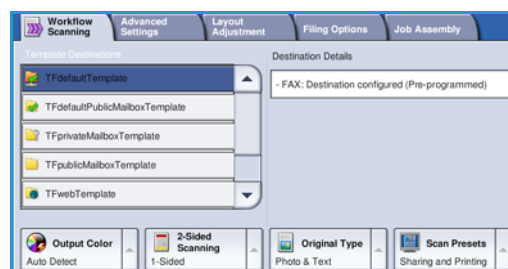 Workflow Scanning
Advanced Settings
Layout Adjustment
Filing Options
Job Assembly
Template Destinations
Destination Details
TFdefaultTemplate
- FAX: Destination configured (Pre-programmed)
TFdefaultPublicMailboxTemplate
TFprivateMailboxTemplate
TFpublicMailboxTemplate
TFwebTemplate
Output Color
Auto Detect
2-Sided Scanning
1-Sided
Original Type
Photo & Text
Scan Presets
Sharing and Printing